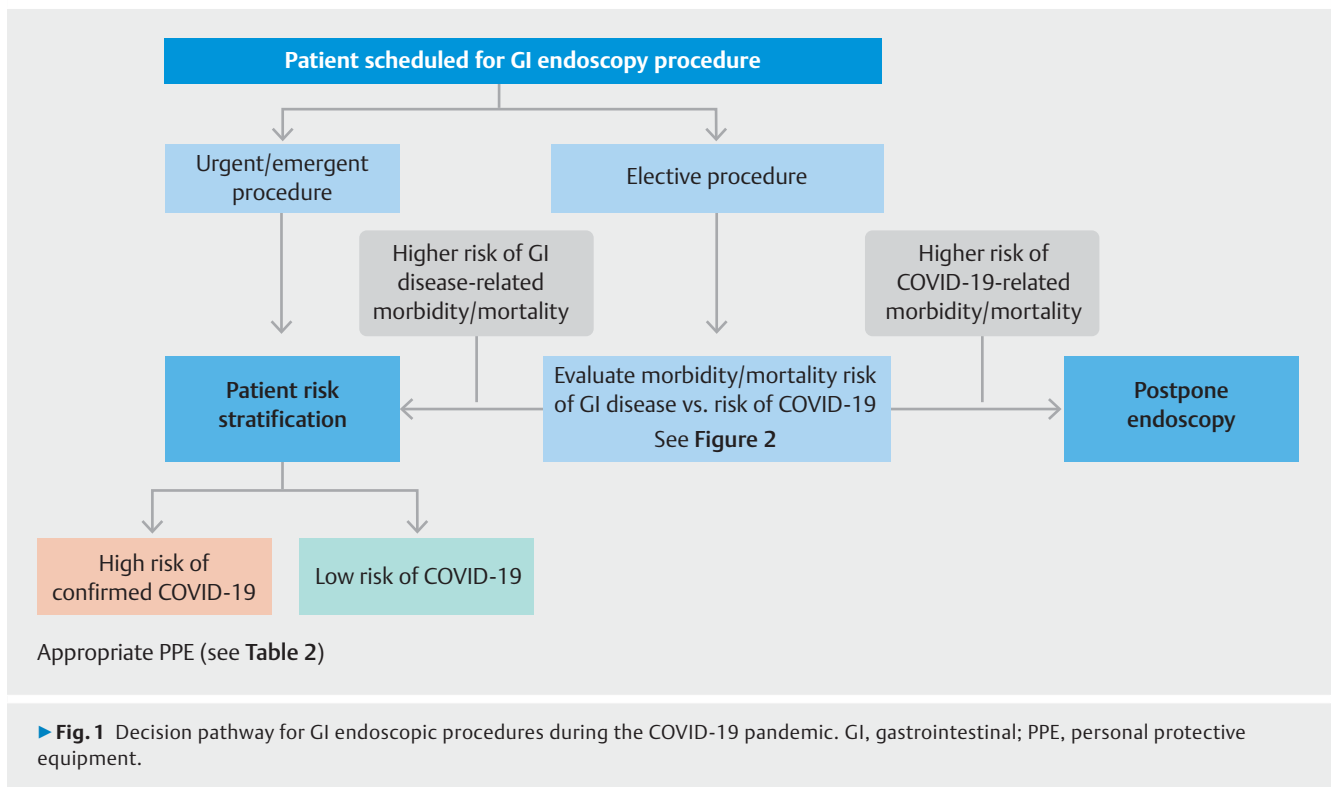 Patient scheduled for GI endoscopy procedure
Urgent/emergent
procedure
Elective procedure
Higher risk of GI
disease-related
morbidity/mortality
Higher risk of
COVID-19-related
morbidity/mortality
Patient risk
stratification
Evaluate morbidity/mortality risk
of GI disease vs. risk of COVID-19
See Figure 2
Postpone
endoscopy
High risk of
confirmed COVID-19
Low risk of COVID-19
Appropriate PPE (see Table 2)
▶ Fig. 1 Decision pathway for GI endoscopic procedures during the COVID-19 pandemic. GI, gastrointestinal; PPE, personal protective
equipment.